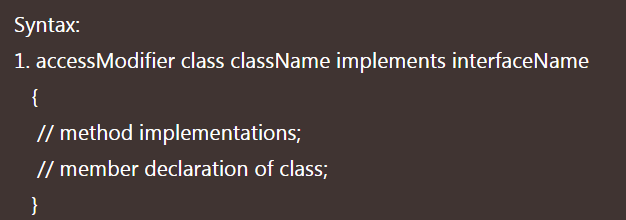 Syntax:
1. accessModifier class className implements interfaceName
{
// method implementations;
// member declaration of class;
}